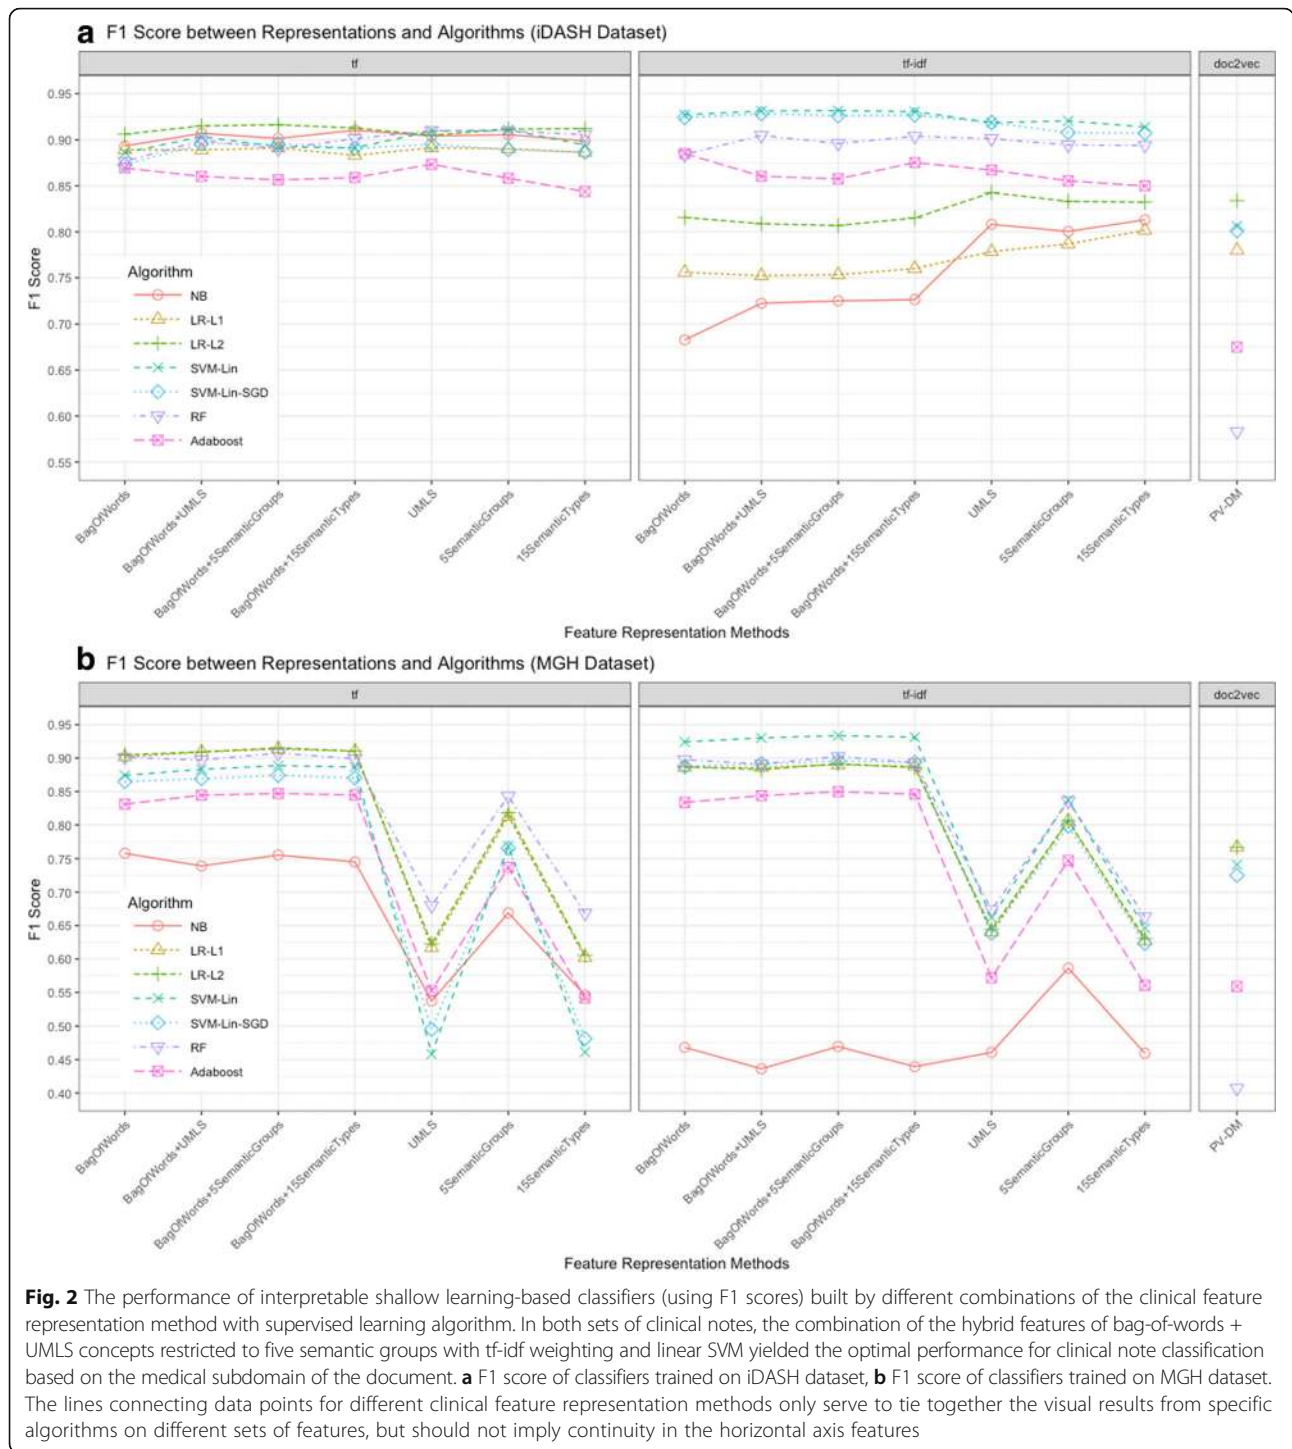 a F1 Score between Representations and Algorithms (iDASH Dataset)
tf
tf-idf
doc2vec
0.95
0.90
0.85
0.80
0.75
0.70
0.65
0.60
0.55
F1 Score
Algorithm
NB
LR-L1
LR-L2
SVM-Lin
SVM-Lin-SGD
RF
Adaboost
BagOfWords
BagOfWords+UMLS
BagOfWords+5SemanticGroups
BagOfWords+15SemanticTypes
UMLS
5SemanticGroups
15SemanticTypes
BagOfWords
BagOfWords+UMLS
BagOfWords+5SemanticGroups
BagOfWords+15SemanticTypes
UMLS
5SemanticGroups
15SemanticTypes
PV-DM
Feature Representation Methods
b F1 Score between Representations and Algorithms (MGH Dataset)
tf
tf-idf
doc2vec
0.95
0.90
0.85
0.80
0.75
0.70
0.65
0.60
0.55
0.50
0.45
0.40
F1 Score
Algorithm
NB
LR-L1
LR-L2
SVM-Lin
SVM-Lin-SGD
RF
Adaboost
BagOfWords
BagOfWords+UMLS
BagOfWords+5SemanticGroups
BagOfWords+15SemanticTypes
UMLS
5SemanticGroups
15SemanticTypes
BagOfWords
BagOfWords+UMLS
BagOfWords+5SemanticGroups
BagOfWords+15SemanticTypes
UMLS
5SemanticGroups
15SemanticTypes
PV-DM
Feature Representation Methods
Fig. 2 The performance of interpretable shallow learning-based classifiers (using F1 scores) built by different combinations of the clinical feature
representation method with supervised learning algorithm. In both sets of clinical notes, the combination of the hybrid features of bag-of-words +
UMLS concepts restricted to five semantic groups with tf-idf weighting and linear SVM yielded the optimal performance for clinical note classification
based on the medical subdomain of the document. a F1 score of classifiers trained on iDASH dataset, b F1 score of classifiers trained on MGH dataset.
The lines connecting data points for different clinical feature representation methods only serve to tie together the visual results from specific
algorithms on different sets of features, but should not imply continuity in the horizontal axis features